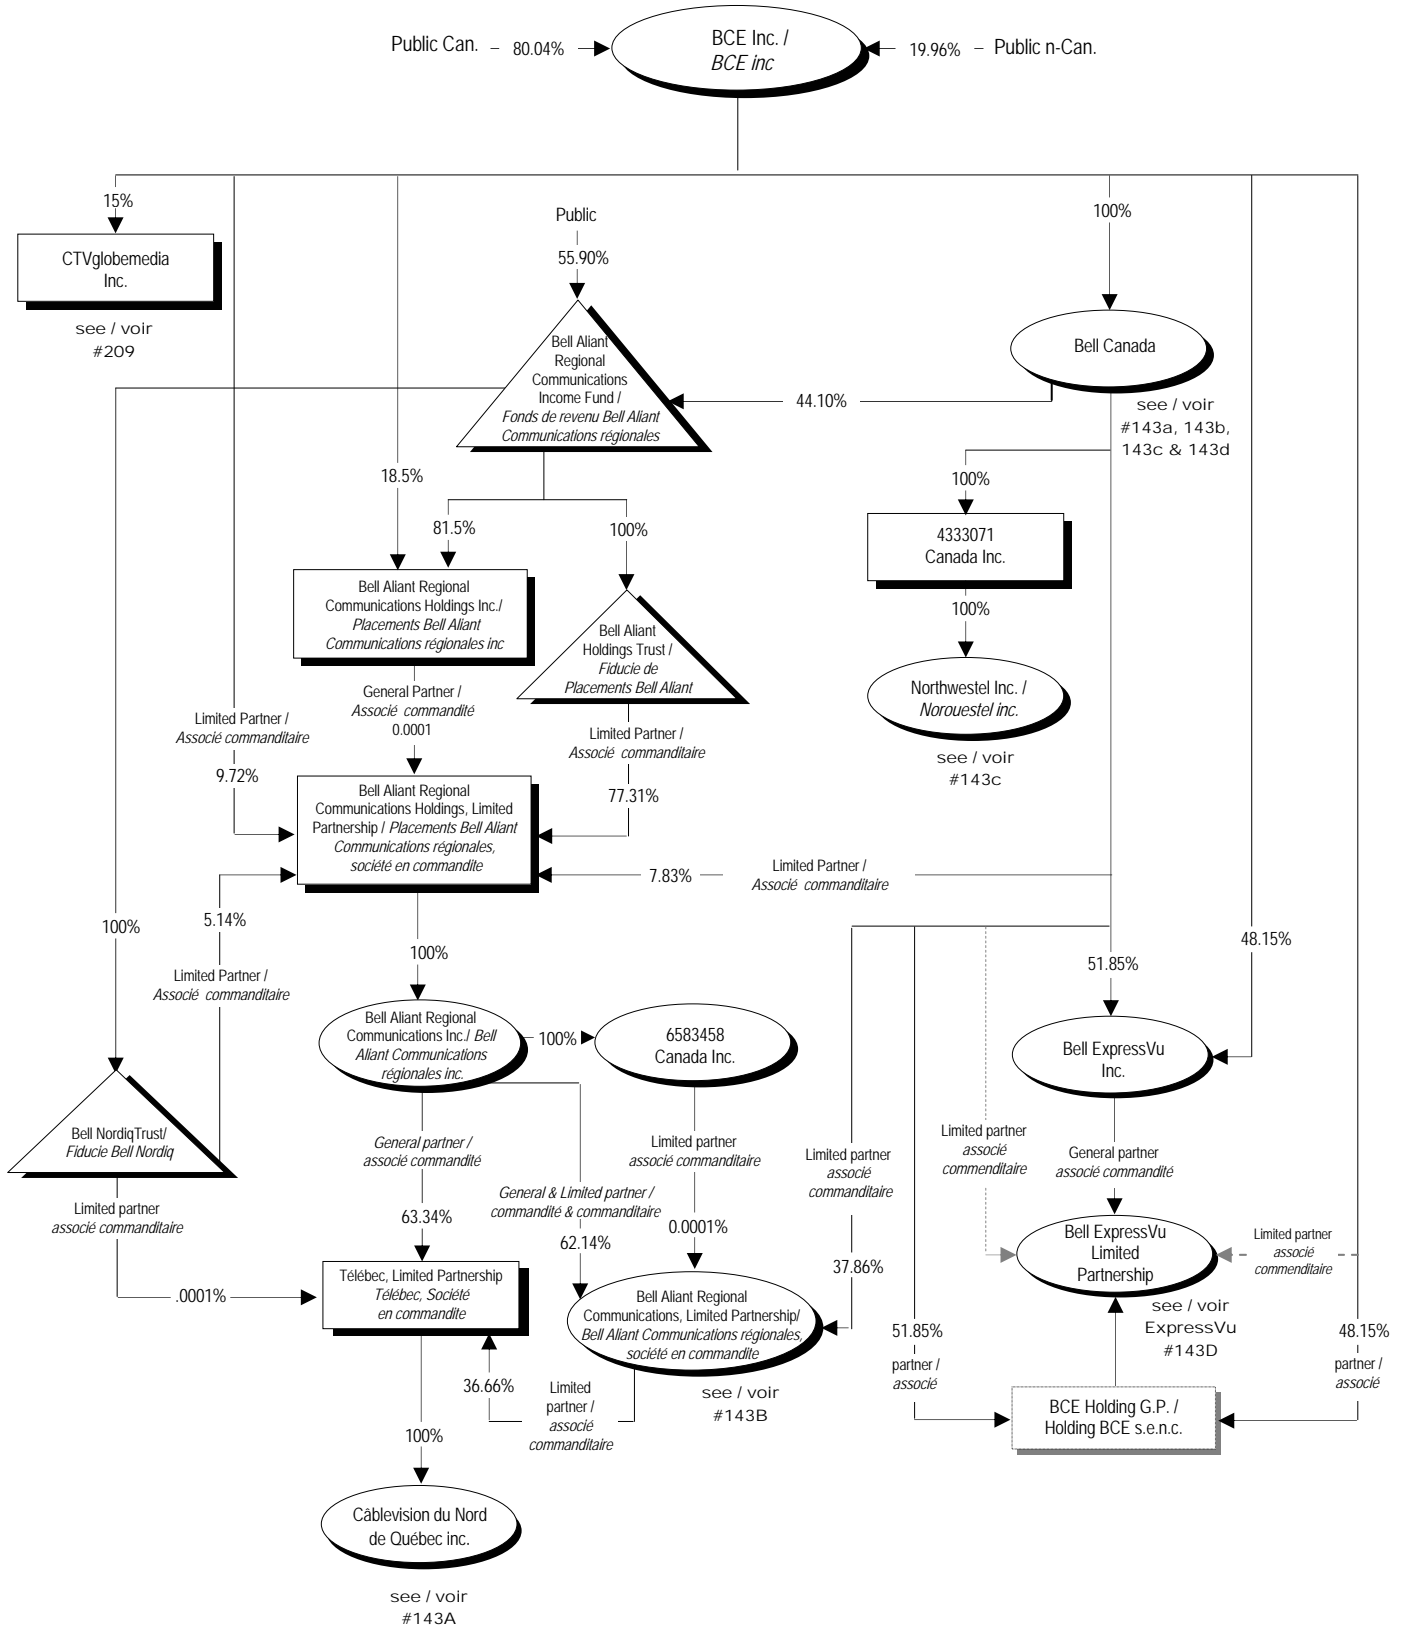 Public Can. – 80.04%
BCE Inc. /
BCE inc
19.96% – Public n-Can.
15%
CTVglobemedia
Inc.
see / voir
#209
Public
55.90%
100%
Bell Aliant
Regional
Communications
Income Fund /
Fonds de revenu Bell Aliant
Communications régionales
44.10%
Bell Canada
see / voir
#143a, 143b,
143c & 143d
18.5%
81.5%
100%
100%
4333071
Canada Inc.
100%
Northwestel Inc. /
Norouestel inc.
see / voir
#143c
Bell Aliant Regional
Communications Holdings Inc./
Placements Bell Aliant
Communications régionales inc
Bell Aliant
Holdings Trust /
Fiducie de
Placements Bell Aliant
General Partner /
Associé commandité
0.0001
Limited Partner /
Associé commanditaire
9.72%
Limited Partner /
Associé commanditaire
77.31%
Bell Aliant Regional
Communications Holdings, Limited
Partnership / Placements Bell Aliant
Communications régionales,
société en commandite
7.83%
Limited Partner /
Associé commanditaire
100%
5.14%
Limited Partner /
Associé commanditaire
100%
51.85%
48.15%
Bell Aliant Regional
Communications Inc./ Bell
Aliant Communications
régionales inc.
100%
6583458
Canada Inc.
Bell ExpressVu
Inc.
Bell NordiqTrust/
Fiducie Bell Nordiq
Limited partner
associé commanditaire
.0001%
General partner /
associé commandité
63.34%
General & Limited partner /
commandité & commanditaire
62.14%
Limited partner
associé commanditaire
0.0001%
Limited partner
associé
commanditaire
37.86%
Limited partner
associé
commenditaire
General partner
associé commandité
Bell ExpressVu
Limited
Partnership
Limited partner
associé
commenditaire
see / voir
ExpressVu
#143D
Télébec, Limited Partnership
Télébec, Société
en commandite
Bell Aliant Regional
Communications, Limited Partnership/
Bell Aliant Communications régionales,
société en commandite
see / voir
#143B
36.66%
Limited
partner /
associé
commanditaire
51.85%
partner /
associé
48.15%
partner /
associé
BCE Holding G.P. /
Holding BCE s.e.n.c.
100%
Câblevision du Nord
de Québec inc.
see / voir
#143A